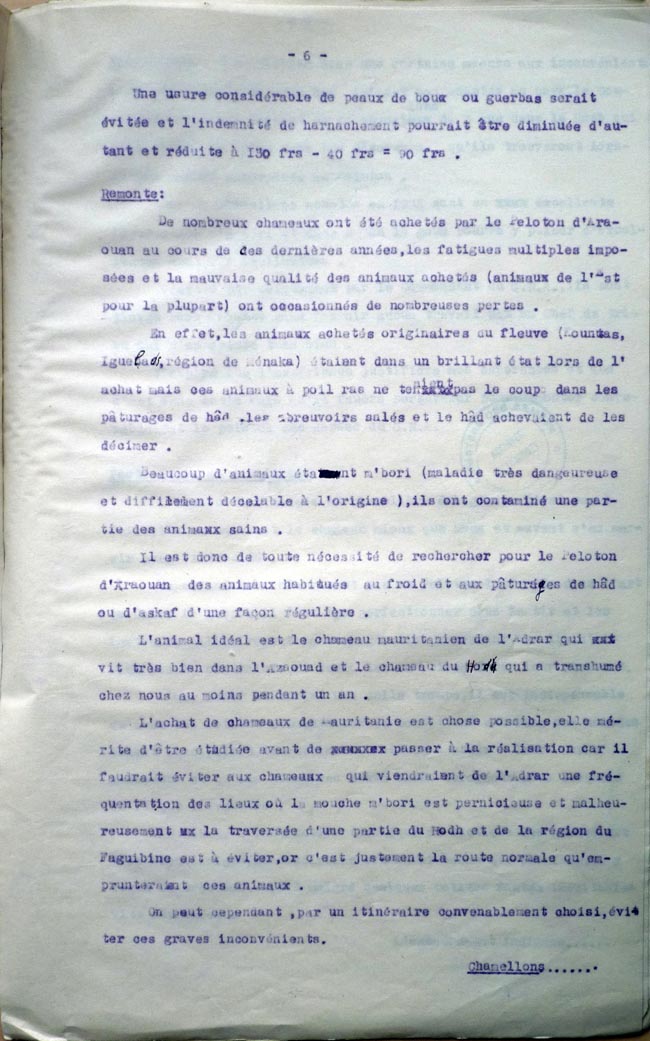 - 6 -
Une usure considérable de peaux de boux ou guerbas serait
évitée et l'indemnité de harnachement pourrait être diminuée d'au-
tant et réduite à I30 frs - 40 frs = 90 frs .
Remonte:
De nombreux chameaux ont été achetés par le Peloton d'Ara-
ouan au cours de des dernières années,les fatigues multiples impo-
sées et la mauvaise qualité des animaux achetés (animaux de l'Est
pour la plupart) ont occasionnés de nombreuses pertes .
En effet,les animaux achetés originaires du fleuve (Kountas,
Iguelads,région de Ménaka) étaient dans un brillant état lors de l'
achat mais ces animaux à poil ras ne tenaient pas le coup dans les
pâturages de hâd .les abreuvoirs salés et le hâd achevaient de les
décimer .
Beaucoup d'animaux étaient m'bori (maladie très dangeureuse
et difficilement décelable à l'origine ),ils ont contaminé une par-
tie des animaux sains .
Il est donc de toute nécessité de rechercher pour le Peloton
d'Araouan des animaux habitués au froid et aux pâturages de hâd
ou d'askaf d'une façon régulière .
L'animal idéal est le chameau mauritanien de l'Adrar qui xxx
vit très bien dans l'Azaouad et le chameau du Hodh qui a transhumé
chez nous au moins pendant un an .
L'achat de chameaux de Mauritanie est chose possible,elle mé-
rite d'être étudiée avant de passer à la réalisation car il
faudrait éviter aux chameaux qui viendraient de l'Adrar une fré-
quentation des lieux où la mouche m'bori est pernicieuse et malheu-
reusement la traversée d'une partie du Hodh et de la région du
Faguibine est à éviter,or c'est justement la route normale qu'em-
prunteraient ces animaux .
On peut cependant ,par un itinéraire convenablement choisi,évi-
ter ces graves inconvénients.
Chamellons.......